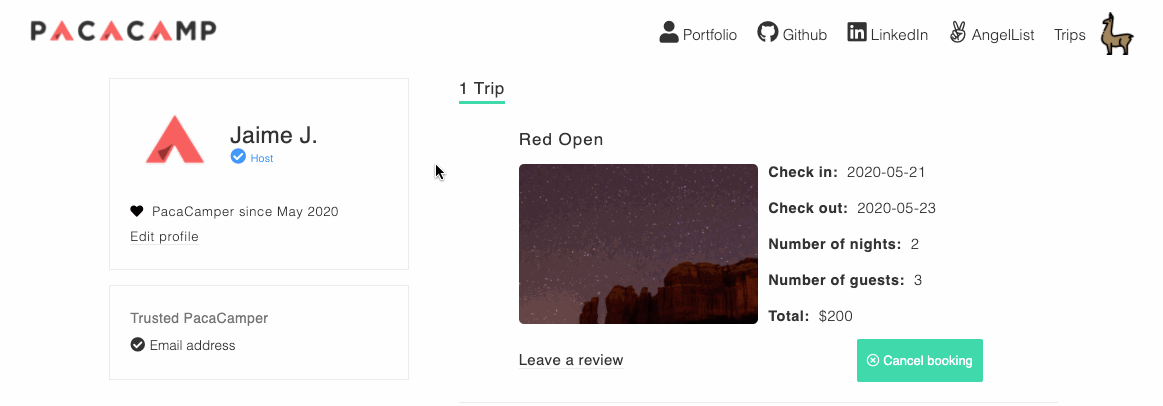 PACACAMP
Portfolio
Github
LinkedIn
AngelList
Trips
Jaime J.
Host
PacaCamper since May 2020
Edit profile
Trusted PacaCamper
Email address
1 Trip
Red Open
Check in: 2020-05-21
Check out: 2020-05-23
Number of nights: 2
Number of guests: 3
Total: $200
Leave a review
Cancel booking